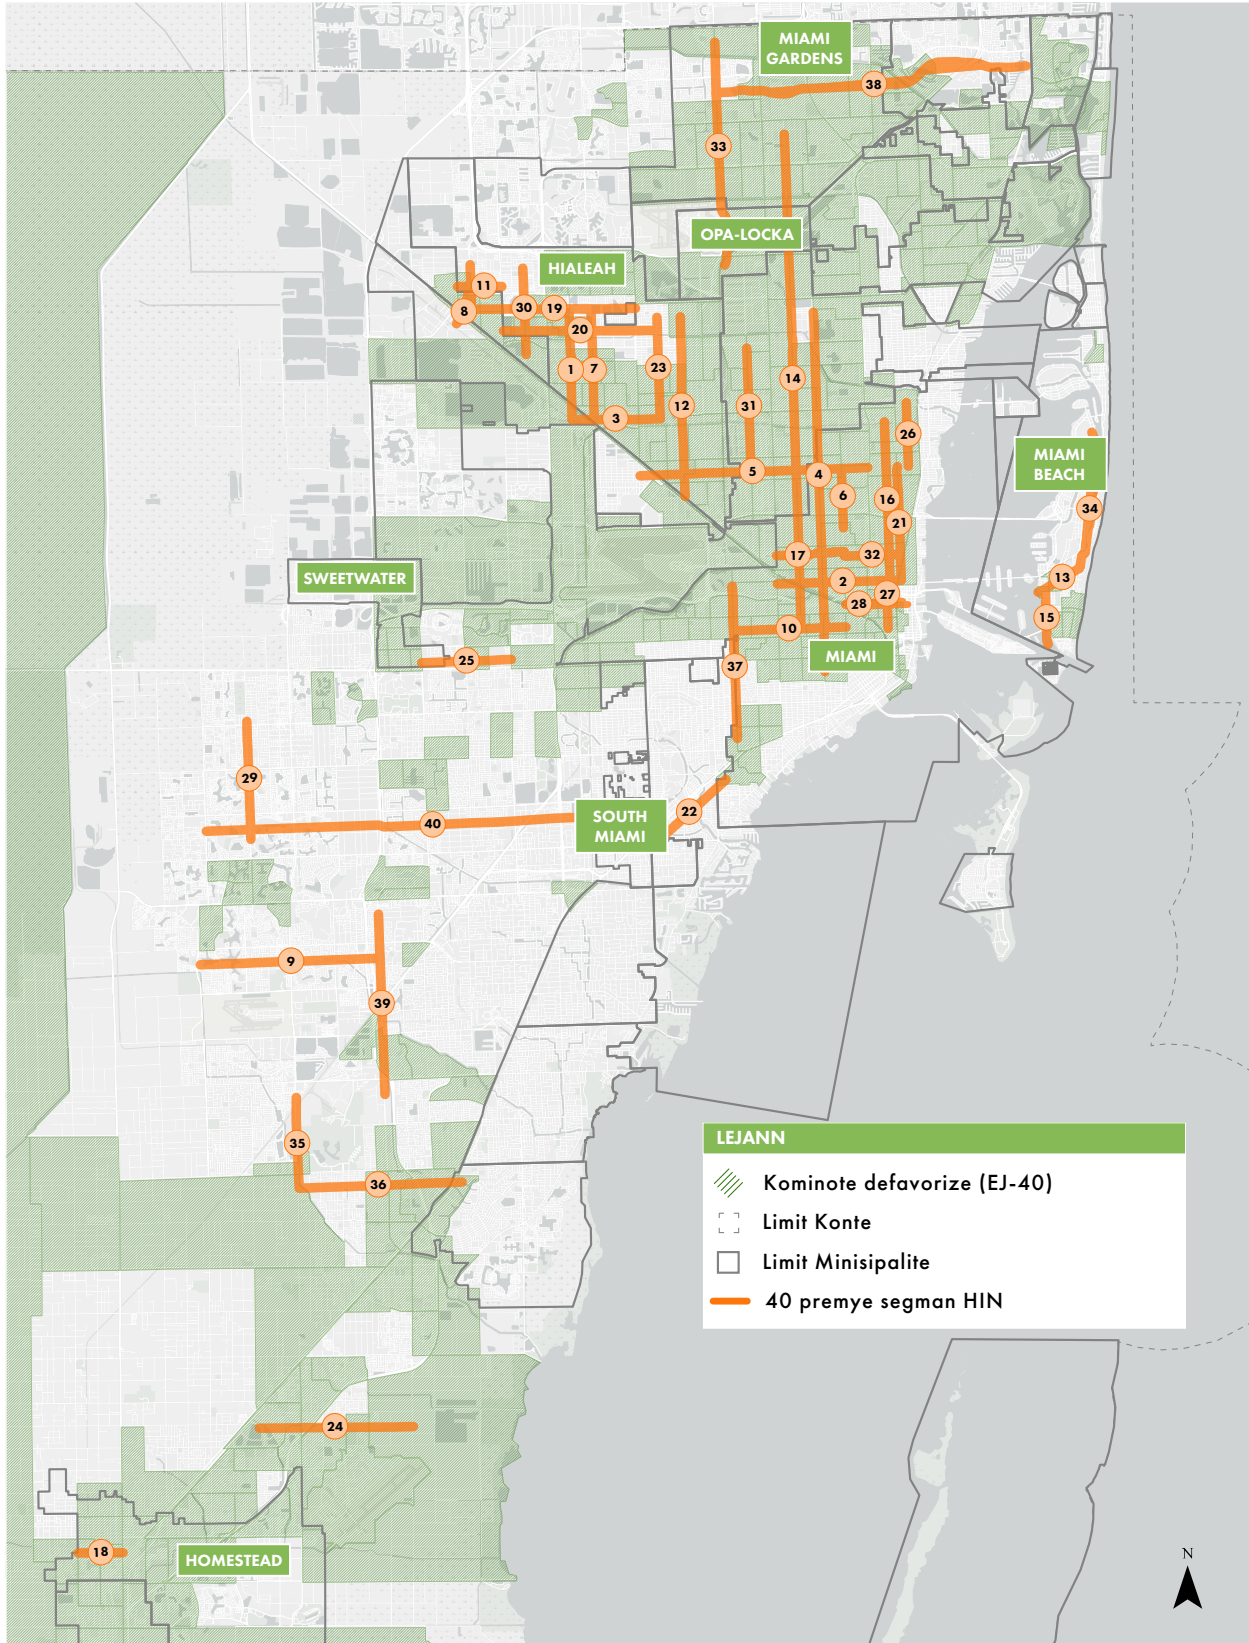 MIAMI
GARDENS
38
33
OPA-LOCKA
HIALEAH
11
8
30
19
20
1
7
23
14
12
31
3
26
MIAMI
BEACH
5
4
6
16
34
21
17
32
SWEETWATER
2
13
27
28
15
10
MIAMI
25
37
29
22
40
SOUTH
MIAMI
9
39
35
36
LEJANN
Kominote defavorize (EJ-40)
Limit Konte
Limit Minisipalite
40 premye segman HIN
24
18
HOMESTEAD
N